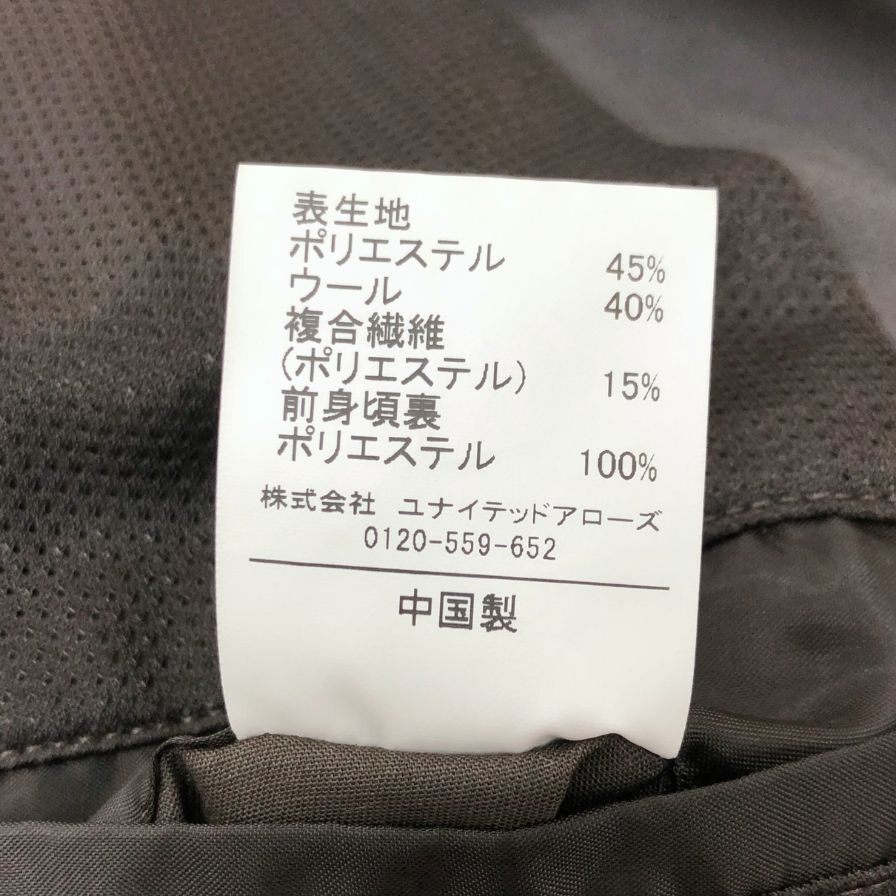 表生地
ポリエステル 45%
ウール 40%
複合繊維
(ポリエステル) 15%
前身頃裏
ポリエステル 100%
株式会社 ユナイテッドアローズ
0120-559-652
中国製